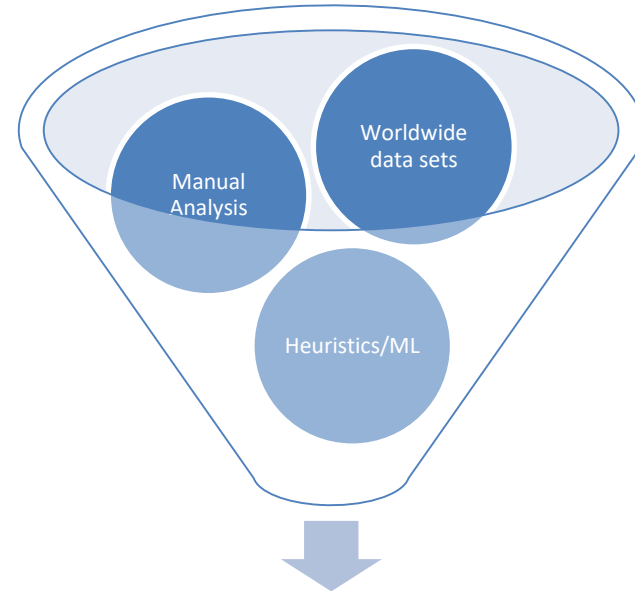 Worldwide
data sets
Manual
Analysis
Heuristics/ML